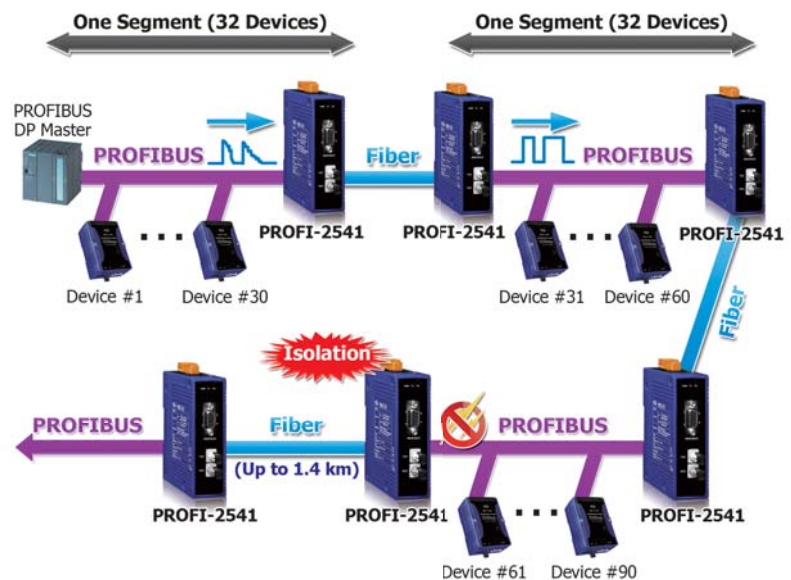 One Segment (32 Devices)
One Segment (32 Devices)
PROFIBUS
DP Master
PROFIBUS
Fiber
PROFIBUS
PROFI-2541
PROFI-2541
PROFI-2541
Device #1
Device #30
Device #31
Device #60
Fiber
Isolation
PROFIBUS
Fiber
(Up to 1.4 km)
PROFIBUS
PROFI-2541
PROFI-2541
PROFI-2541
Device #61
Device #90